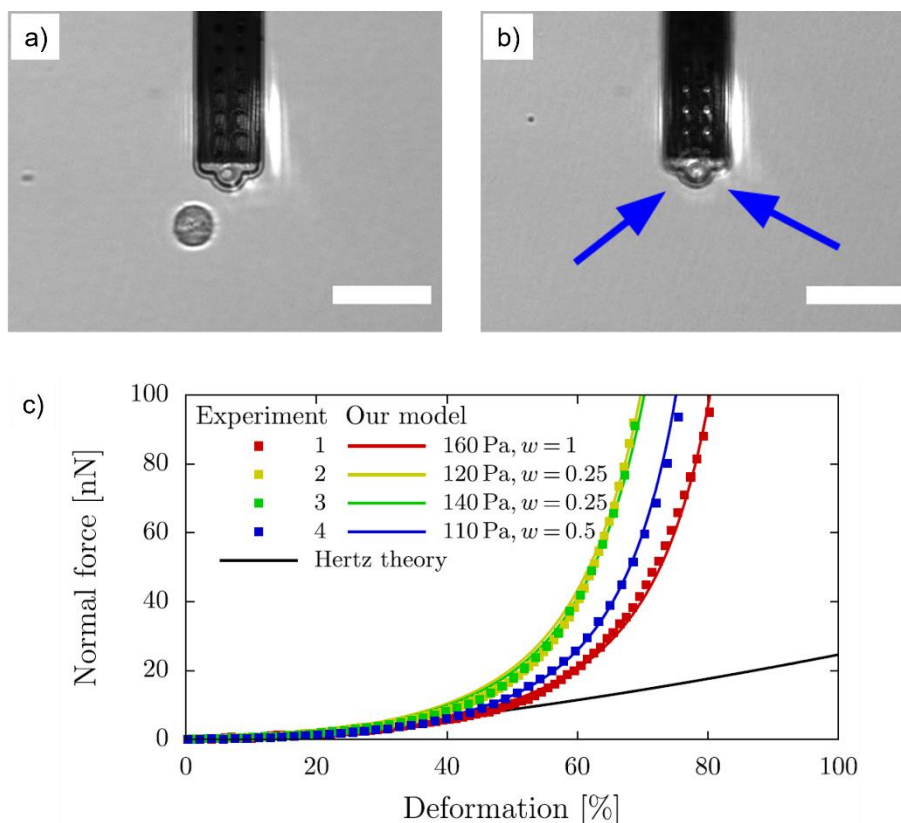 a)
b)
c)
Experiment Our model
1 160 Pa, w = 1
2 120 Pa, w = 0.25
3 140 Pa, w = 0.25
4 110 Pa, w = 0.5
Hertz theory
Normal force [nN]
100
80
60
40
20
0
0 20 40 60 80 100
Deformation [%]